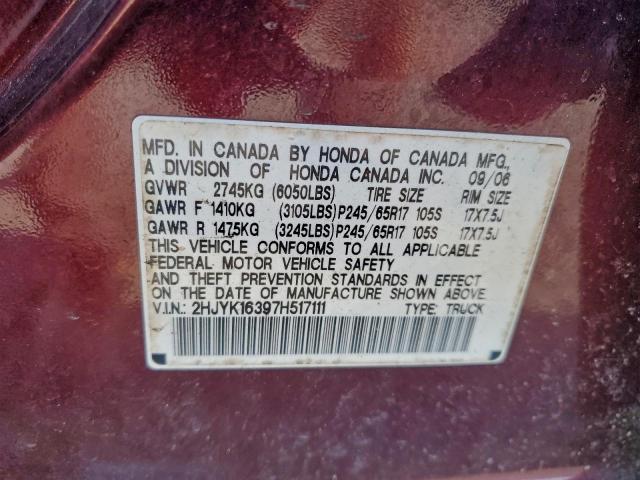 MFD. IN CANADA BY HONDA OF CANADA MFG.,
A DIVISION OF HONDA CANADA INC. 09/06
GVWR 2745KG (6050LBS) TIRE SIZE RIM SIZE
GAWR F 1410KG (3105LBS) P245/65R17 105S 17X7.5J
GAWR R 1475KG (3245LBS) P245/65R17 105S 17X7.5J
THIS VEHICLE CONFORMS TO ALL APPLICABLE
FEDERAL MOTOR VEHICLE SAFETY
AND THEFT PREVENTION STANDARDS IN EFFECT
ON THE DATE OF MANUFACTURE SHOWN ABOVE.
V.I.N.: 2HJYK16397H517111 TYPE: TRUCK